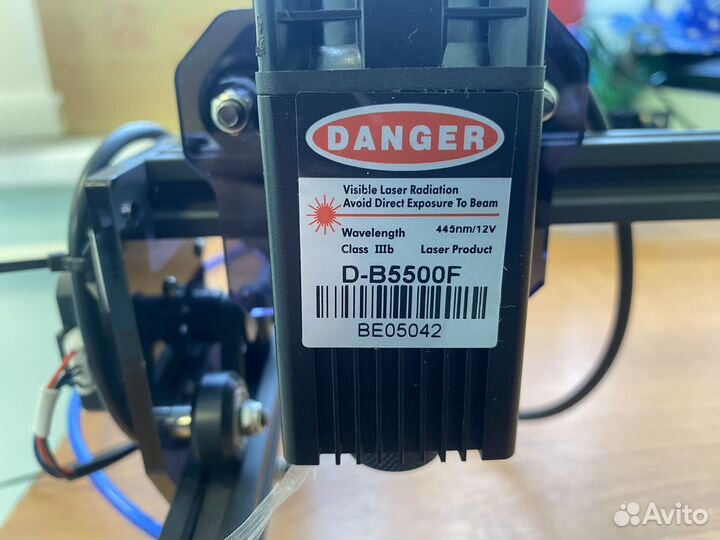 DANGER
Visible Laser Radiation
Avoid Direct Exposure To Beam
Wavelength 445nm/12V
Class IIIb Laser Product
D-B5500F
BE05042
Avito